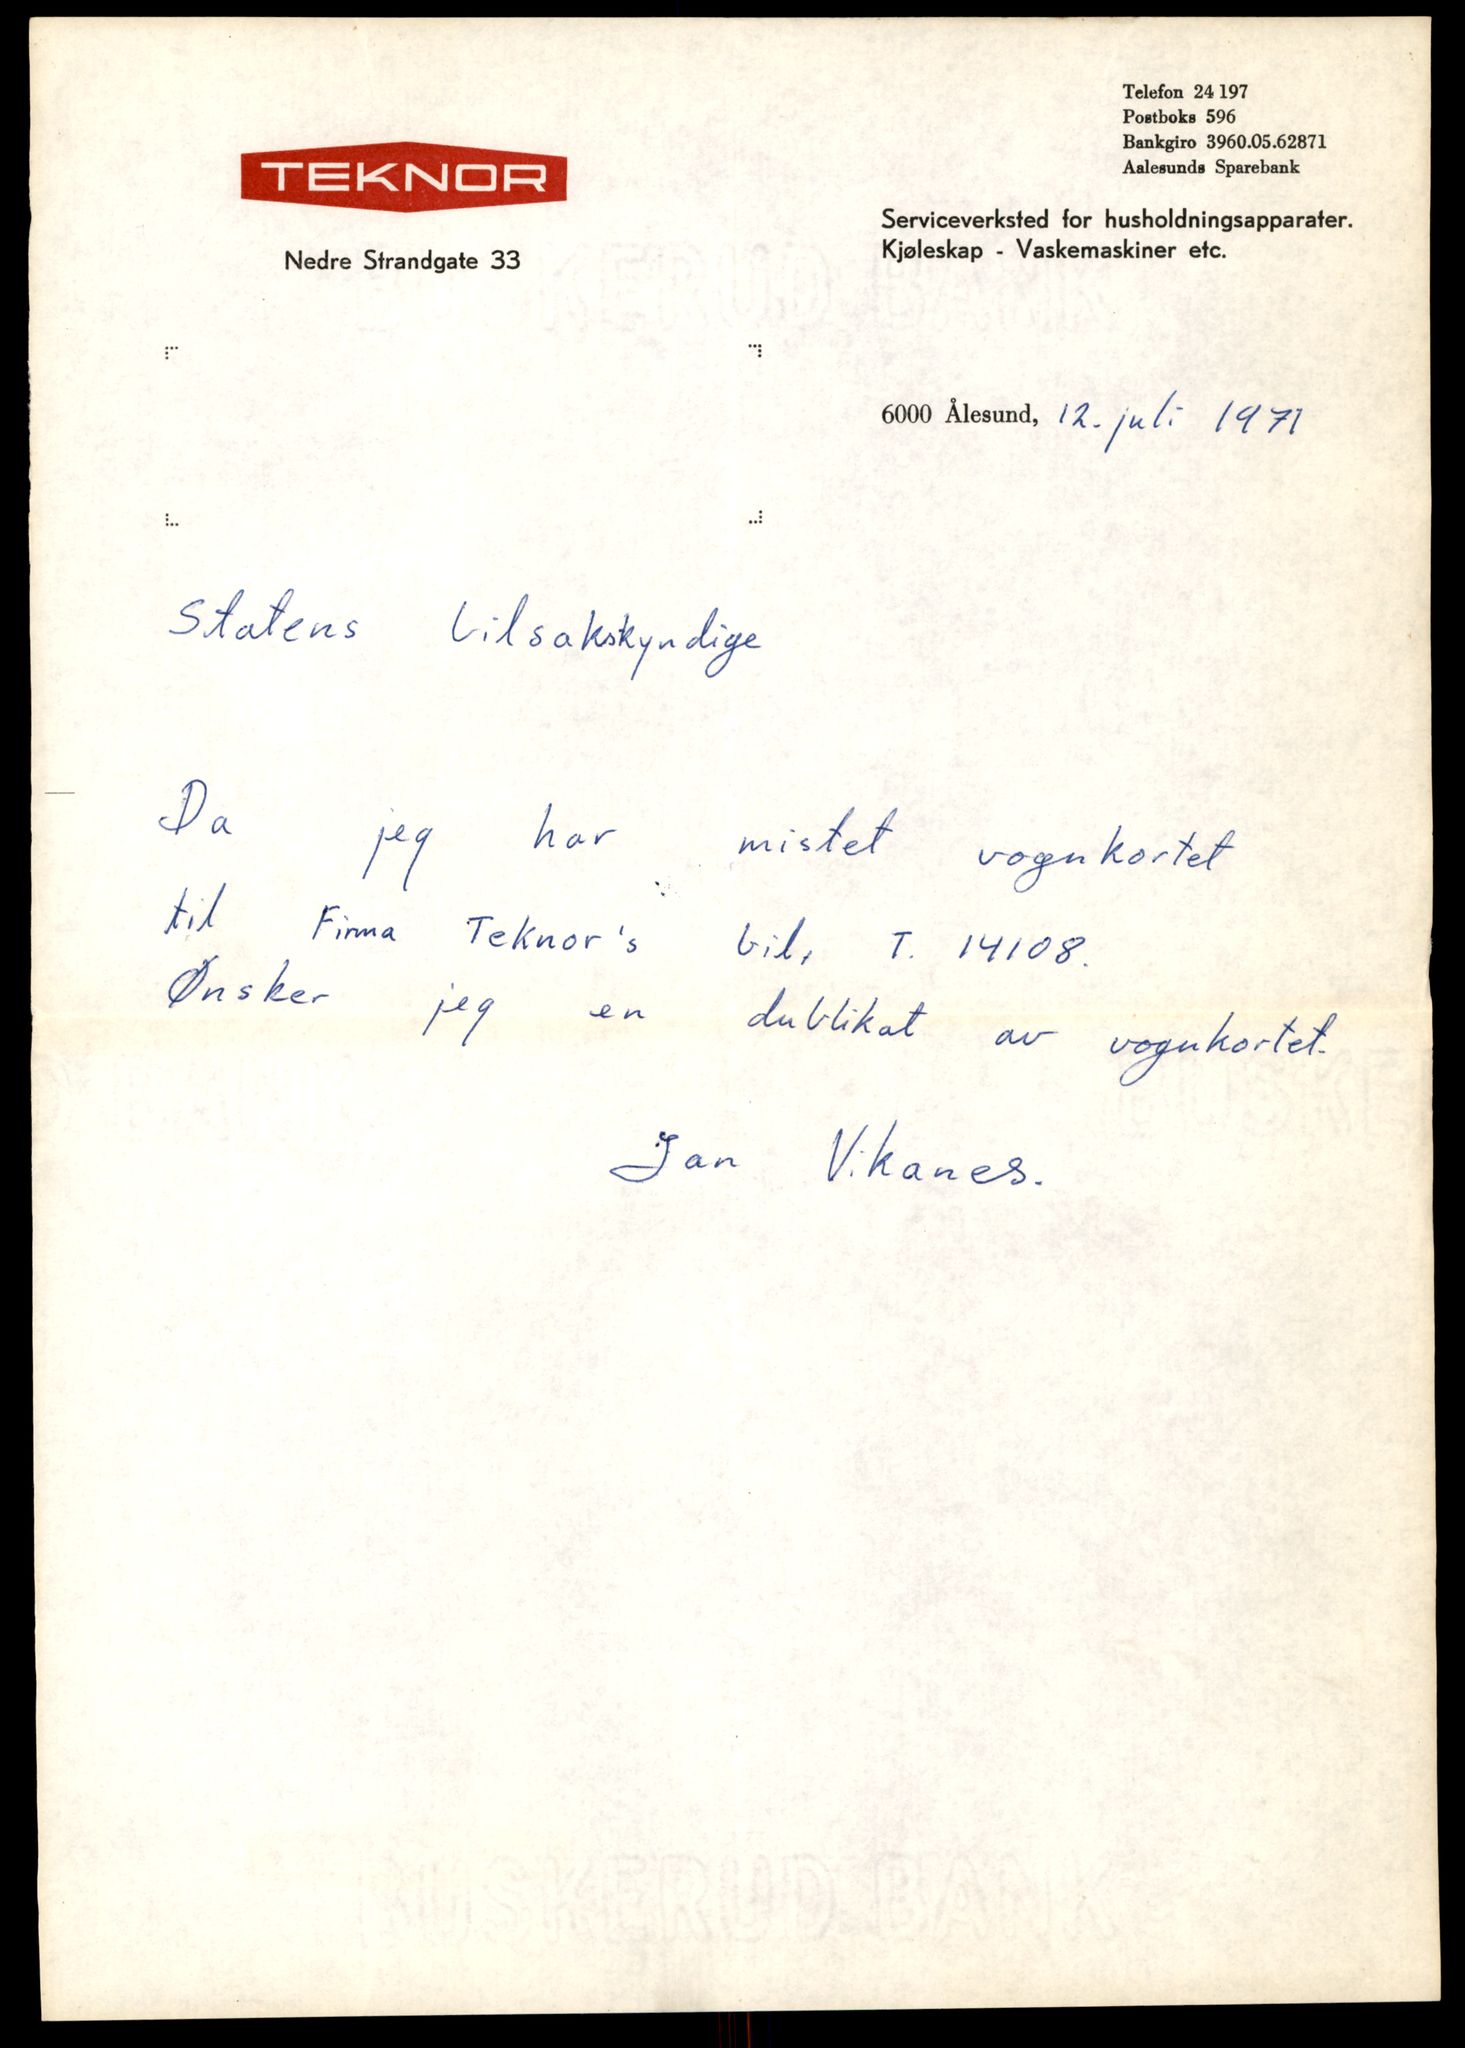 Telefon 24 197
Postboks 596
Bankgiro 3960.05.62871
Aalesunds Sparebank
TEKNOR
Nedre Strandgate 33
Serviceverksted for husholdningsapparater.
Kjøleskap - Vaskemaskiner etc.
6000 Ålesund, 12. juli 1971
Statens bilsakskyndige
Da jeg har mistet vognkortet
til Firma Teknor's bil, T. 14108.
Ønsker jeg en dublikat av vognkortet.
Jan Vikanes.